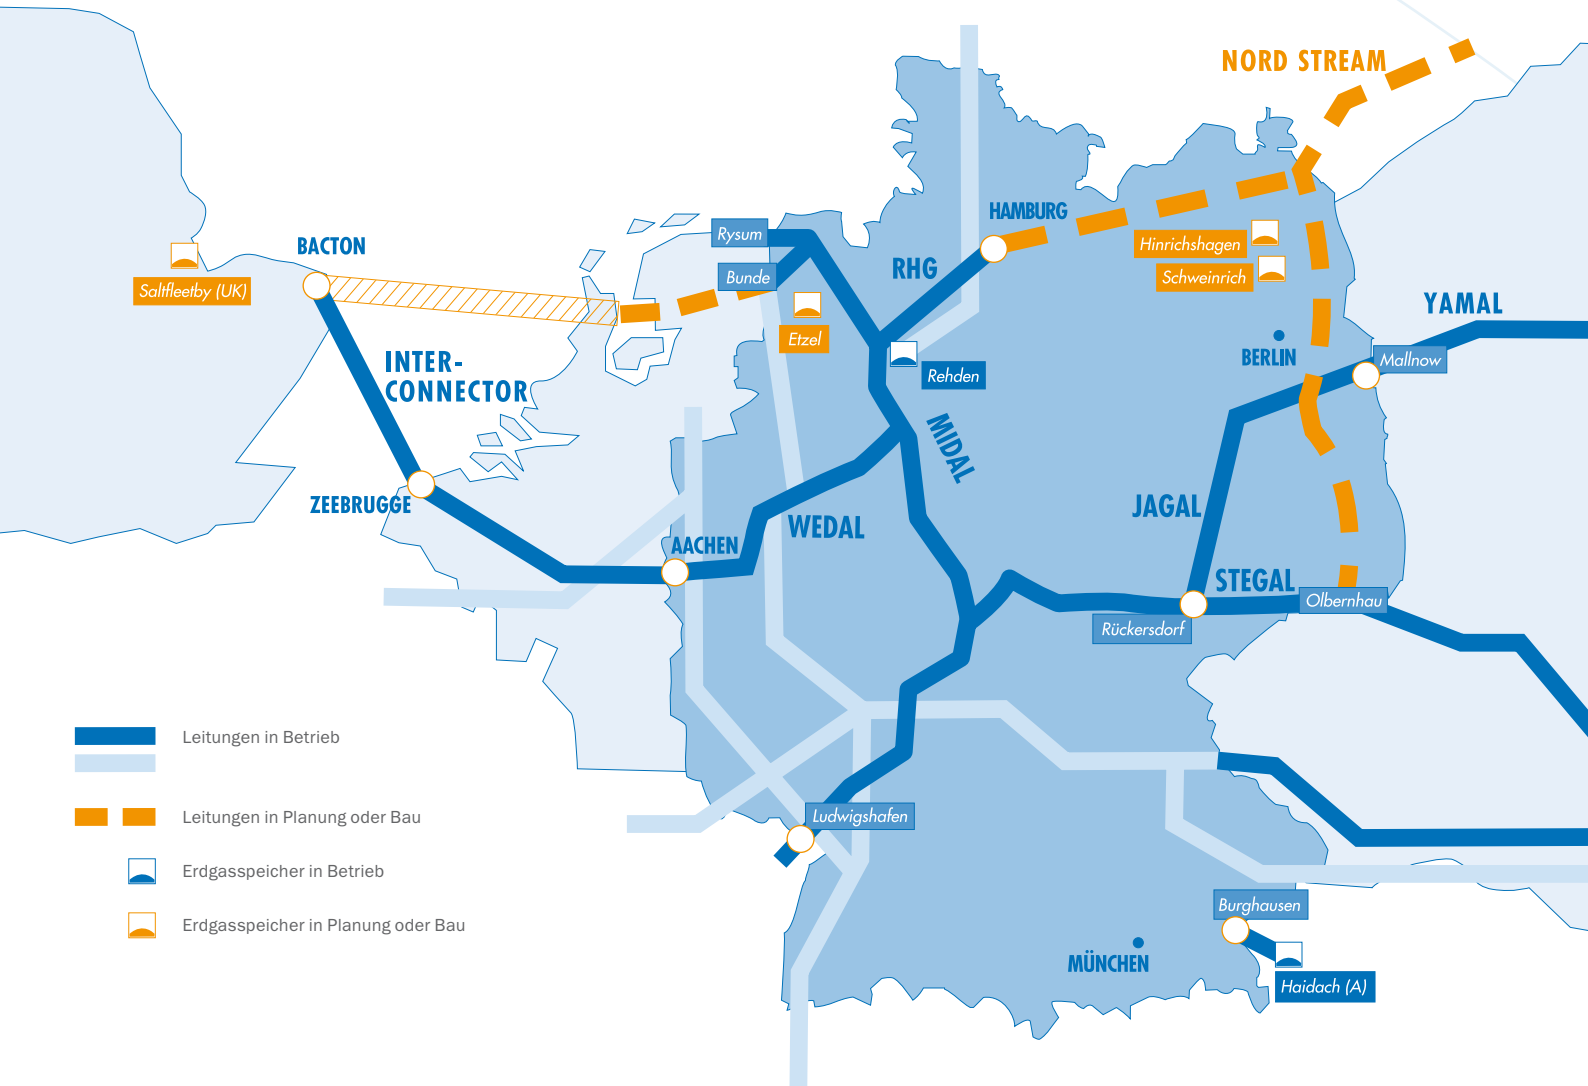 NORD STREAM
HAMBURG
Rysum
Hinrichshagen
BACTON
RHG
Bunde
Schweinrich
Saltfleetby (UK)
YAMAL
Etzel
INTER-
CONNECTOR
BERLIN
Mallnow
Rehden
MIDAL
ZEEBRUGGE
JAGAL
WEDAL
AACHEN
STEGAL
Olbernhau
Rückersdorf
Leitungen in Betrieb
Leitungen in Planung oder Bau
Ludwigshafen
Erdgasspeicher in Betrieb
Burghausen
Erdgasspeicher in Planung oder Bau
MÜNCHEN
Haidach (A)